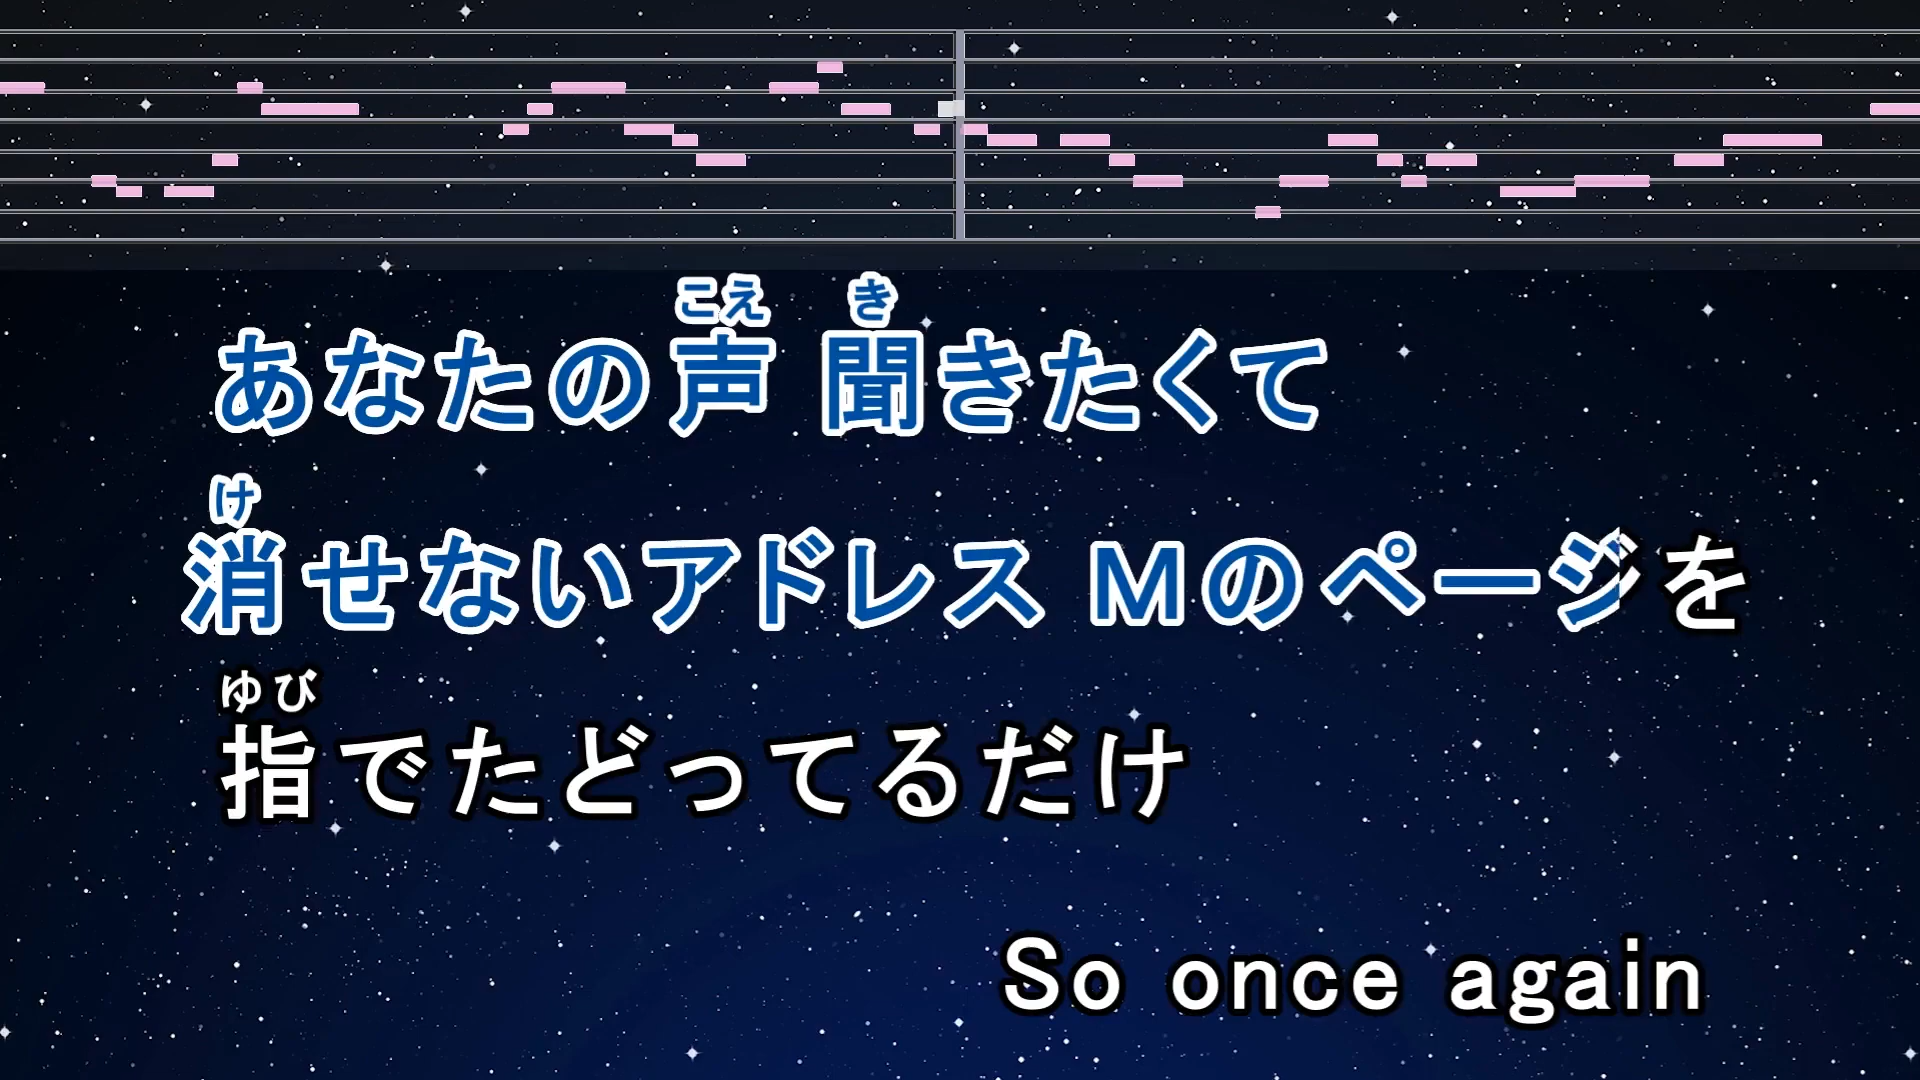 こえ き
あなたの声 聞きたくて
け
消せないアドレス Mのページを
ゆび
指でたどってるだけ
So once again